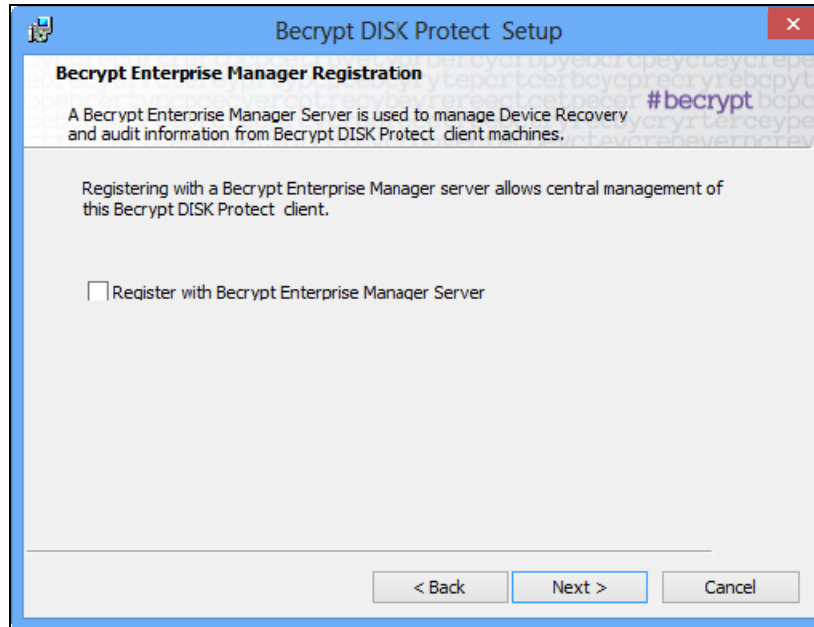 Becrypt DISK Protect Setup
Becrypt Enterprise Manager Registration
A Becrypt Enterprise Manager Server is used to manage Device Recovery
and audit information from Becrypt DISK Protect client machines.
#becrypt
Registering with a Becrypt Enterprise Manager server allows central management of
this Becrypt DISK Protect client.
Register with Becrypt Enterprise Manager Server
< Back
Next >
Cancel